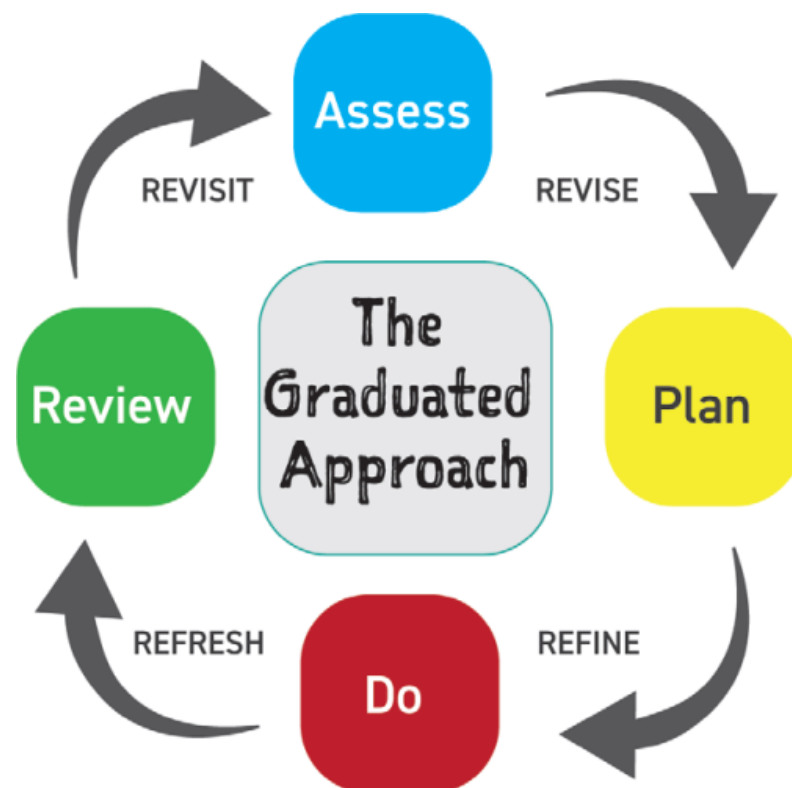 Assess
REVISIT
REVISE
The
Graduated
Approach
Review
Plan
REFRESH
REFINE
Do